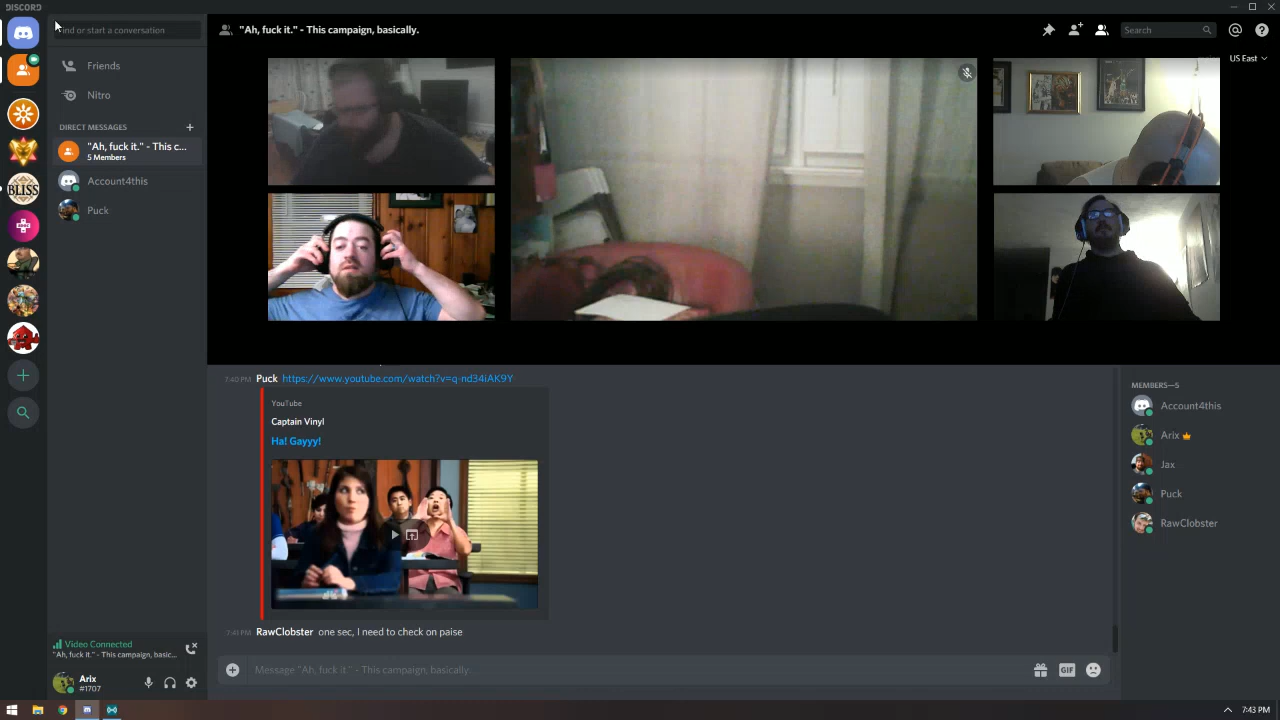 DISCORD
Find or start a conversation
"Ah, fuck it." - This campaign, basically.
Search
US East
Friends
Nitro
DIRECT MESSAGES
"Ah, fuck it." - This c...
5 Members
Account4this
Puck
BLISS
7:40 PM Puck https://www.youtube.com/watch?v=q-nd34iAK9Y
YouTube
Captain Vinyl
Ha! Gayyy!
7:41 PM RawClobster one sec, I need to check on paise
MEMBERS—5
Account4this
Arix
Jax
Puck
RawClobster
Video Connected
"Ah, fuck it." - This campaign, basic...
Arix
#1707
Message "Ah, fuck it." - This campaign, basically...
GIF
7:43 PM